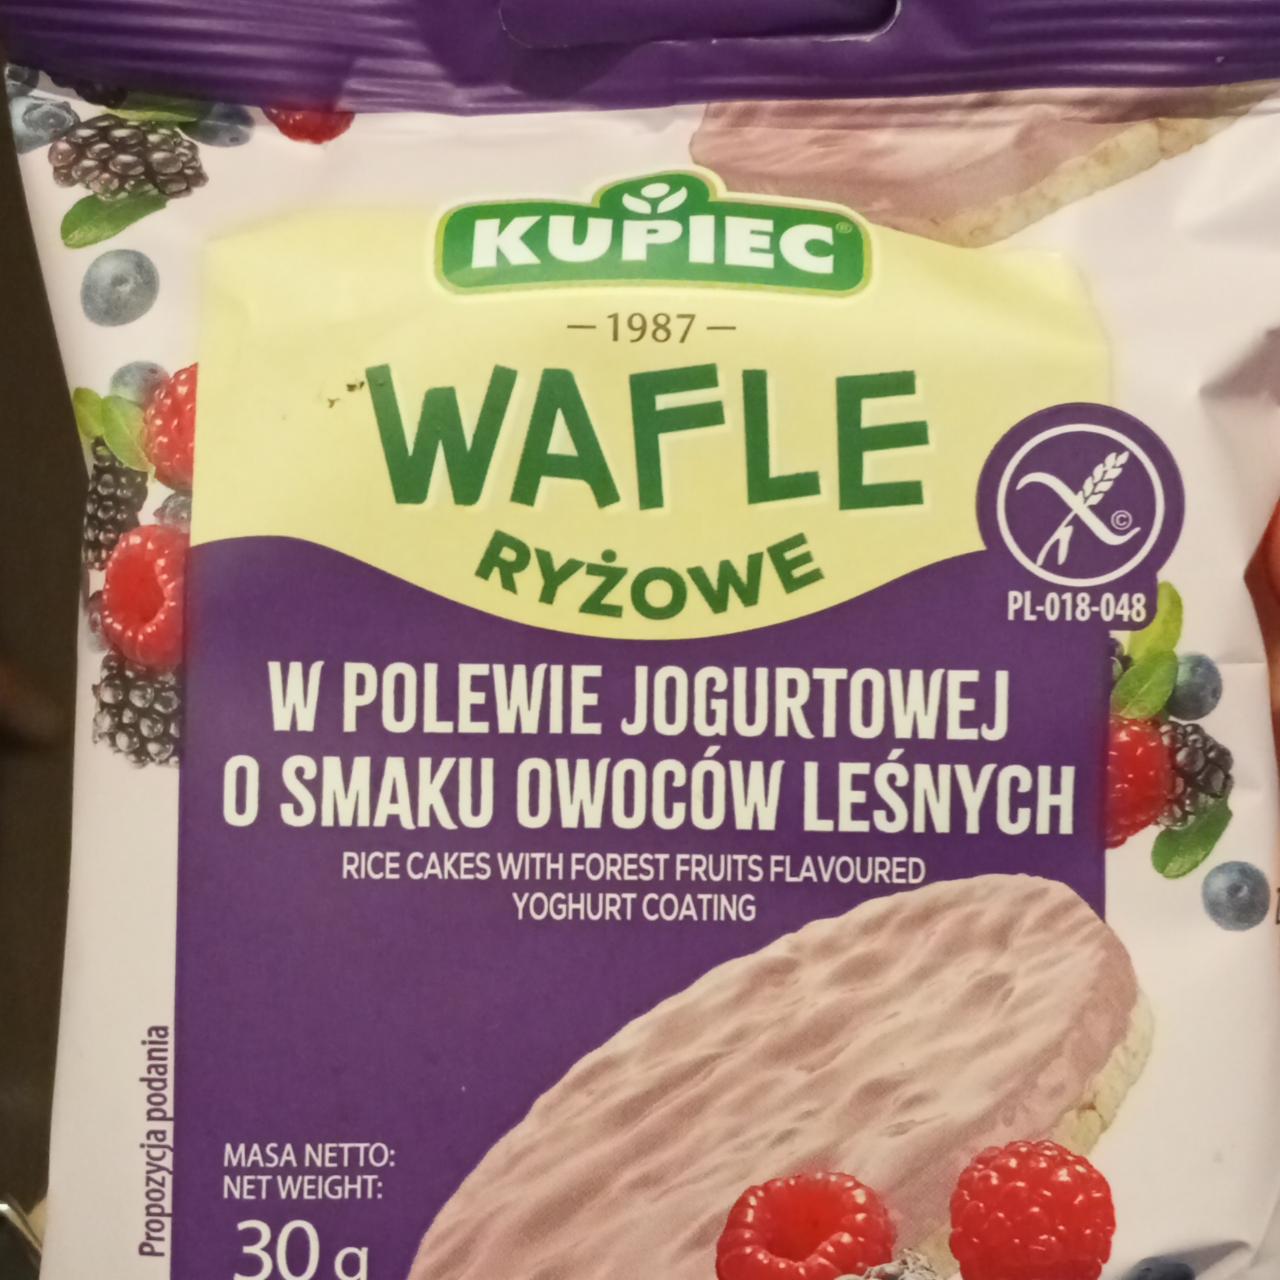 KUPIEC®
— 1987 —
WAFLE
RYŻOWE
©
PL-018-048
W POLEWIE JOGURTOWEJ
O SMAKU OWOCÓW LEŚNYCH
RICE CAKES WITH FOREST FRUITS FLAVOURED
YOGHURT COATING
Propozycja podania
MASA NETTO:
NET WEIGHT:
30 g